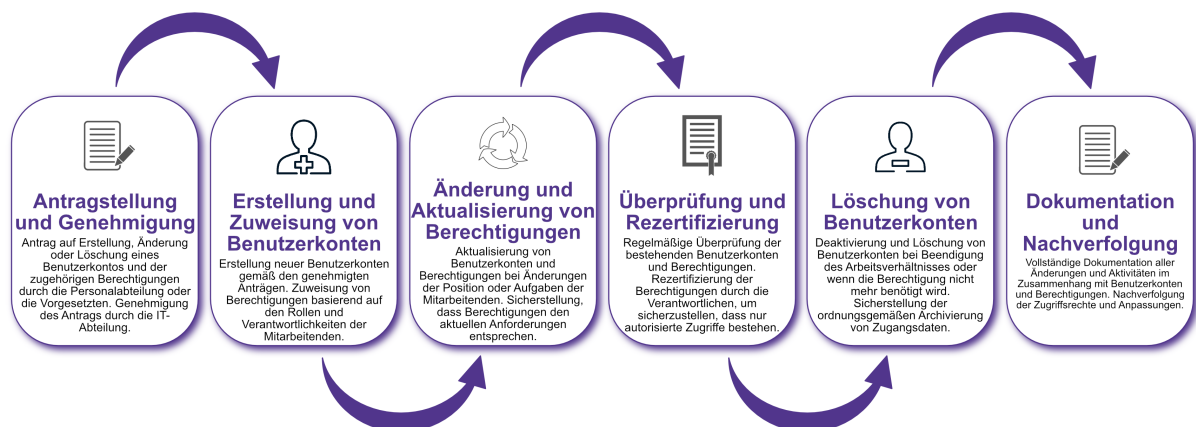 Antragstellung
und Genehmigung
Antrag auf Erstellung, Änderung
oder Löschung eines
Benutzerkontos und der
zugehörigen Berechtigungen
durch die Personalabteilung oder
die Vorgesetzten. Genehmigung
des Antrags durch die IT-
Abteilung.
Erstellung und
Zuweisung von
Benutzerkonten
Erstellung neuer Benutzerkonten
gemäß den genehmigten
Anträgen. Zuweisung von
Berechtigungen basierend auf
den Rollen und
Verantwortlichkeiten der
Mitarbeitenden.
Änderung und
Aktualisierung von
Berechtigungen
Aktualisierung von
Benutzerkonten und
Berechtigungen bei Änderungen
der Position oder Aufgaben der
Mitarbeitenden. Sicherstellung,
dass Berechtigungen den
aktuellen Anforderungen
entsprechen.
Überprüfung und
Rezertifizierung
Regelmäßige Überprüfung der
bestehenden Benutzerkonten
und Berechtigungen.
Rezertifizierung der
Berechtigungen durch die
Verantwortlichen, um
sicherzustellen, dass nur
autorisierte Zugriffe bestehen.
Löschung von
Benutzerkonten
Deaktivierung und Löschung von
Benutzerkonten bei Beendigung
des Arbeitsverhältnisses oder
wenn die Berechtigung nicht
mehr benötigt wird.
Sicherstellung der
ordnungsgemäßen Archivierung
von Zugangsdaten.
Dokumentation
und
Nachverfolgung
Vollständige Dokumentation aller
Änderungen und Aktivitäten im
Zusammenhang mit Benutzerkonten
und Berechtigungen. Nachverfolgung
der Zugriffsrechte und Anpassungen.